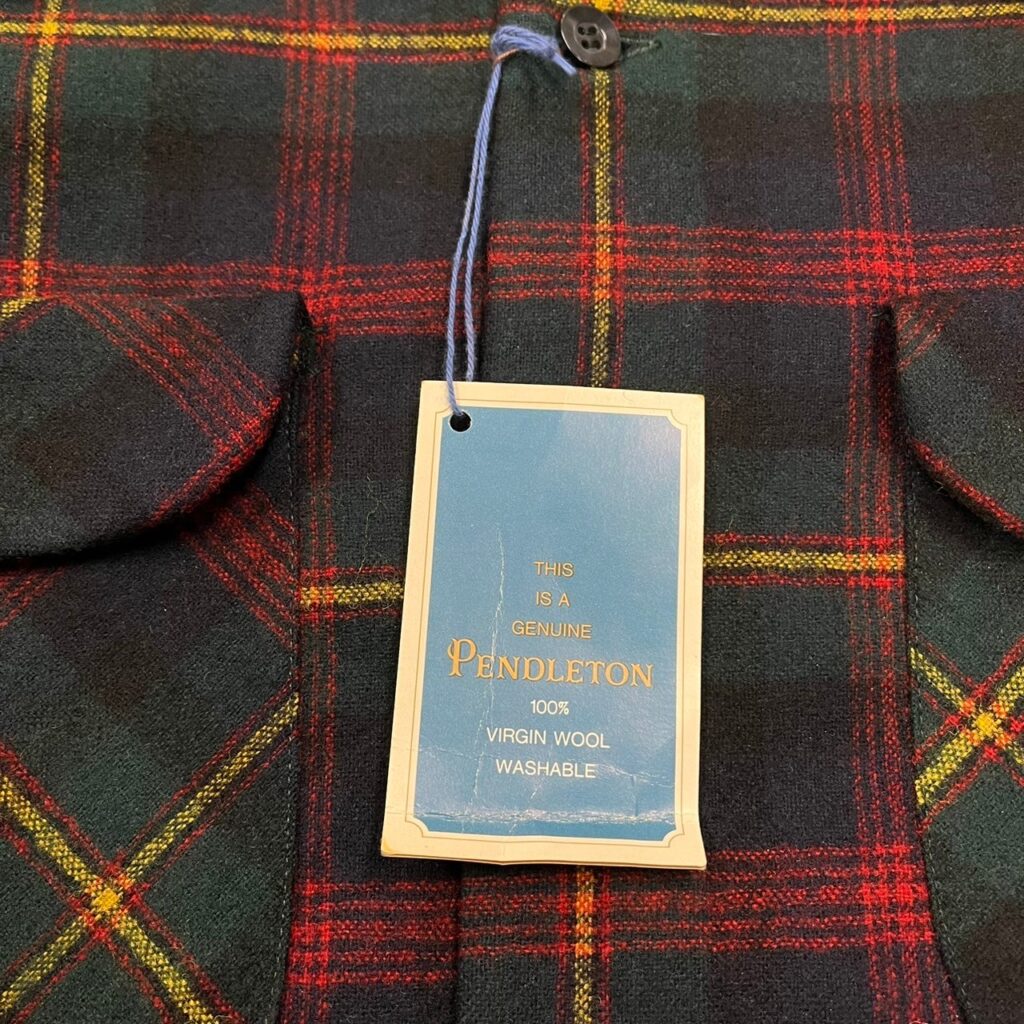 THIS
IS A
GENUINE
PENDLETON
100%
VIRGIN WOOL
WASHABLE